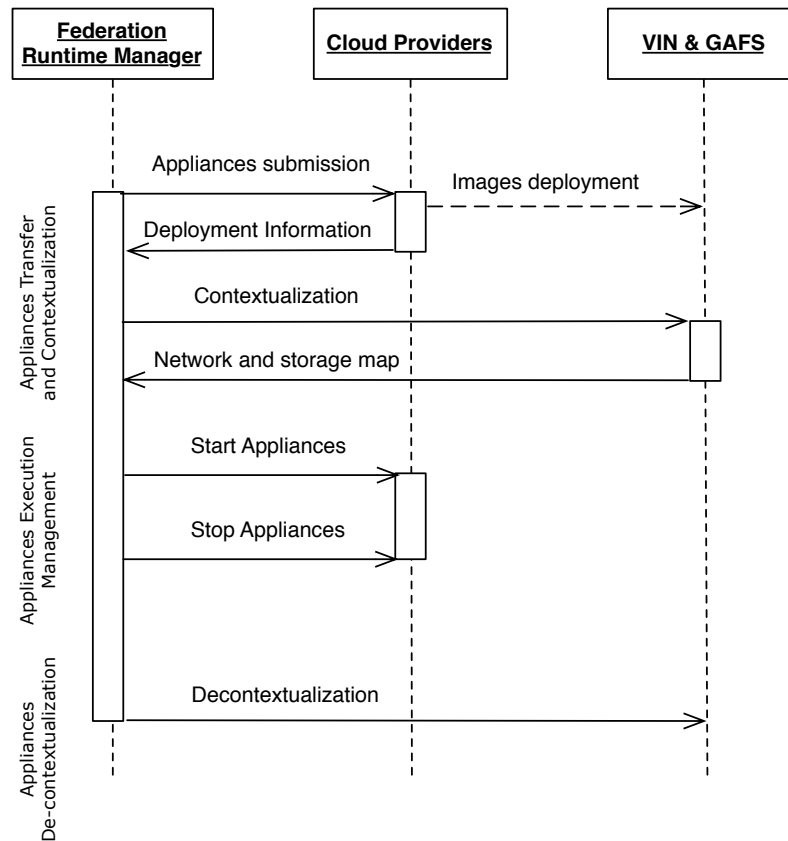 Federation
Runtime Manager
Cloud Providers
VIN & GAFS
Appliances submission
Images deployment
Deployment Information
Contextualization
Network and storage map
Appliances Transfer
and Contextualization
Start Appliances
Stop Appliances
Appliances Execution
Management
Decontextualization
Appliances
De-contextualization